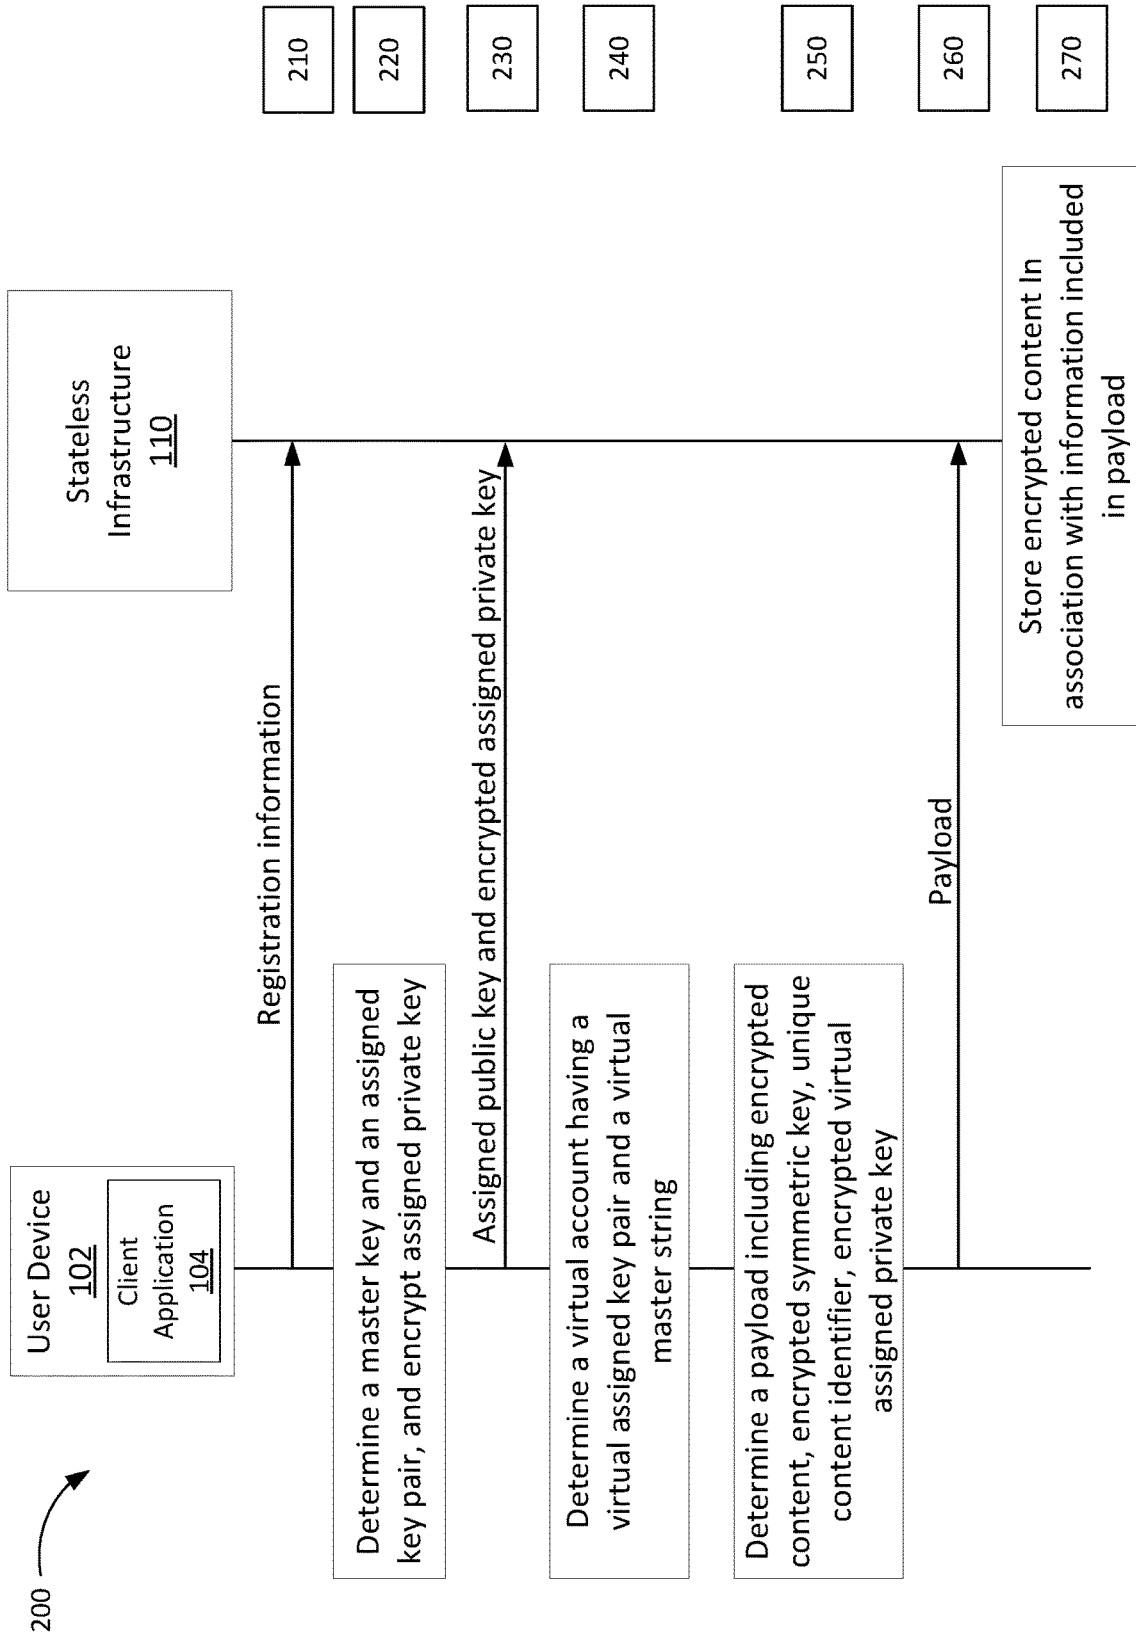 200
User Device
102
Client
Application
104
Stateless
Infrastructure
110
Registration information
210
Determine a master key and an assigned
key pair, and encrypt assigned private key
220
Assigned public key and encrypted assigned private key
230
Determine a virtual account having a
virtual assigned key pair and a virtual
master string
240
Determine a payload including encrypted
content, encrypted symmetric key, unique
content identifier, encrypted virtual
assigned private key
250
Payload
260
Store encrypted content In
association with information included
in payload
270